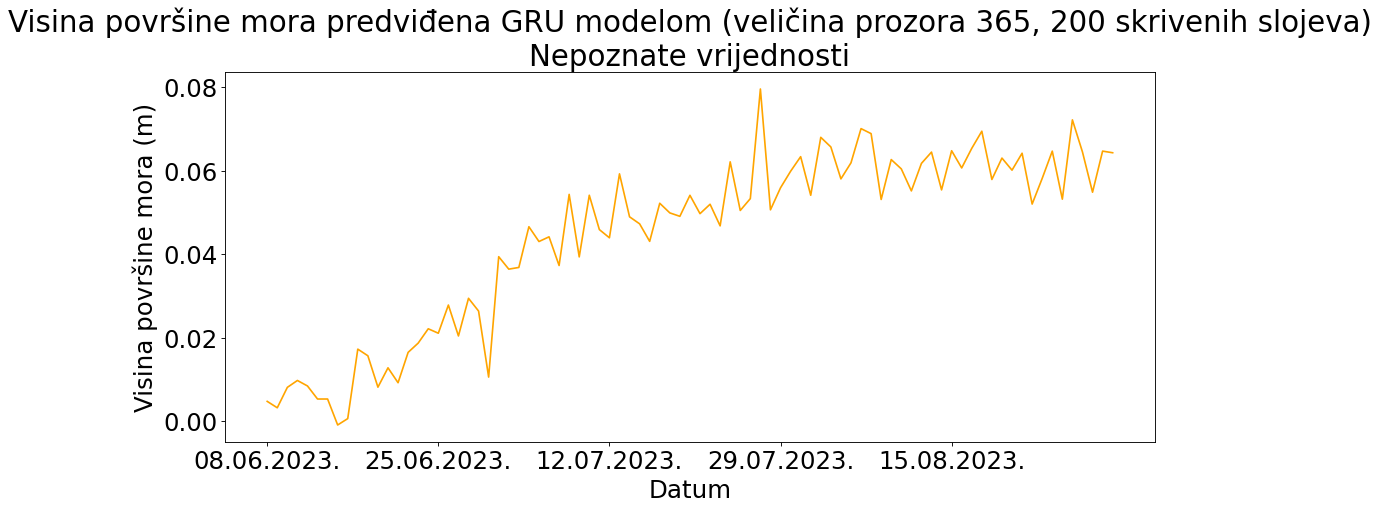 Visina površine mora predviđena GRU modelom (veličina prozora 365, 200 skrivenih slojeva)
Nepoznate vrijednosti
Visina površine mora (m)
0.08
0.06
0.04
0.02
0.00
08.06.2023. 25.06.2023. 12.07.2023. 29.07.2023. 15.08.2023.
Datum